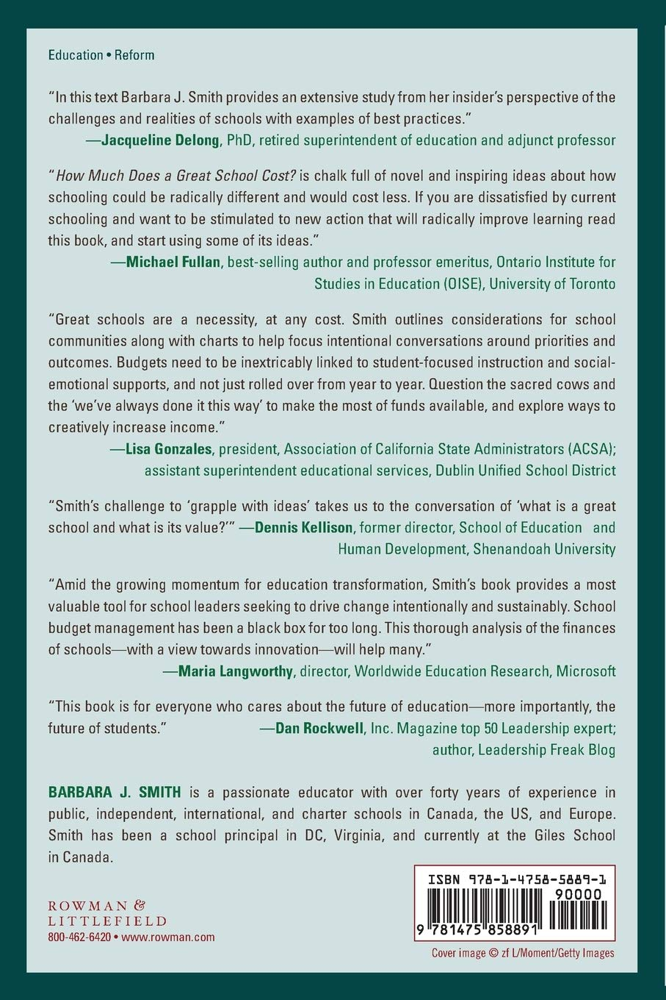 Education • Reform
“In this text Barbara J. Smith provides an extensive study from her insider’s perspective of the
challenges and realities of schools with examples of best practices.”
—Jacqueline Delong, PhD, retired superintendent of education and adjunct professor
“How Much Does a Great School Cost? is chalk full of novel and inspiring ideas about how
schooling could be radically different and would cost less. If you are dissatisfied by current
schooling and want to be stimulated to new action that will radically improve learning read
this book, and start using some of its ideas.”
—Michael Fullan, best-selling author and professor emeritus, Ontario Institute for
Studies in Education (OISE), University of Toronto
“Great schools are a necessity, at any cost. Smith outlines considerations for school
communities along with charts to help focus intentional conversations around priorities and
outcomes. Budgets need to be inextricably linked to student-focused instruction and social-
emotional supports, and not just rolled over from year to year. Question the sacred cows and
the ‘we’ve always done it this way’ to make the most of funds available, and explore ways to
creatively increase income.”
—Lisa Gonzales, president, Association of California State Administrators (ACSA);
assistant superintendent educational services, Dublin Unified School District
“Smith’s challenge to ‘grapple with ideas’ takes us to the conversation of ‘what is a great
school and what is its value?’” —Dennis Kellison, former director, School of Education and
Human Development, Shenandoah University
“Amid the growing momentum for education transformation, Smith’s book provides a most
valuable tool for school leaders seeking to drive change intentionally and sustainably. School
budget management has been a black box for too long. This thorough analysis of the finances
of schools—with a view towards innovation—will help many.”
—Maria Langworthy, director, Worldwide Education Research, Microsoft
“This book is for everyone who cares about the future of education—more importantly, the
future of students.” —Dan Rockwell, Inc. Magazine top 50 Leadership expert;
author, Leadership Freak Blog
BARBARA J. SMITH is a passionate educator with over forty years of experience in
public, independent, international, and charter schools in Canada, the US, and Europe.
Smith has been a school principal in DC, Virginia, and currently at the Giles School
in Canada.
ROWMAN &
LITTLEFIELD
800-462-6420 • www.rowman.com
ISBN 978-1-4758-5889-1
90000
9 781475 858891
Cover image © zf L/Moment/Getty Images